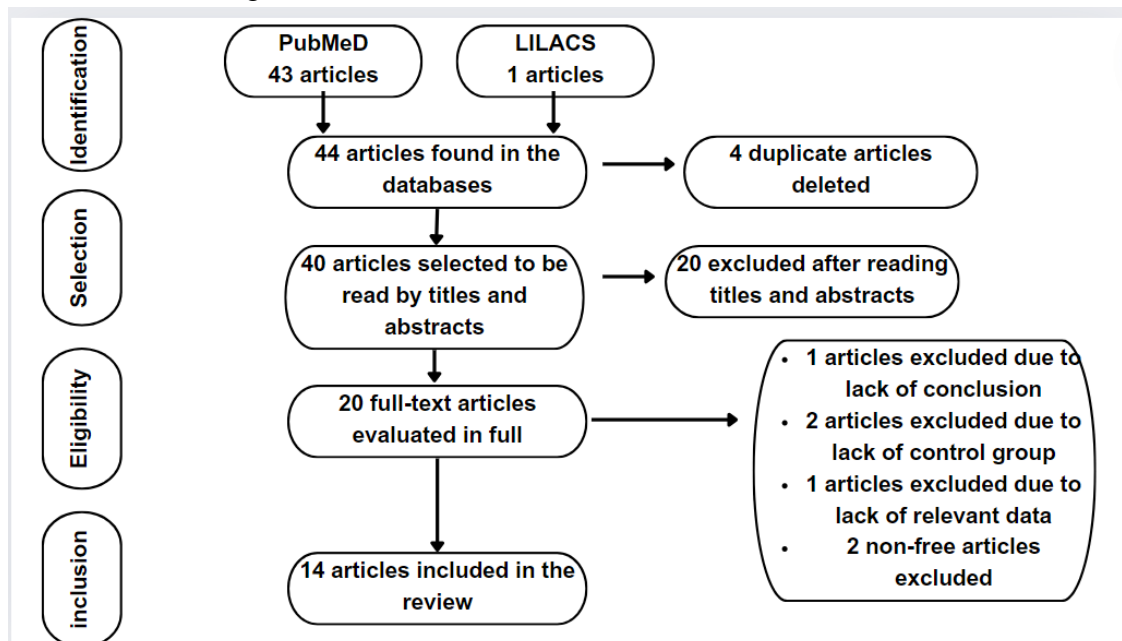 Identification
PubMeD
43 articles
LILACS
1 articles
44 articles found in the
databases
4 duplicate articles
deleted
Selection
40 articles selected to be
read by titles and
abstracts
20 excluded after reading
titles and abstracts
Eligibility
20 full-text articles
evaluated in full
• 1 articles excluded due to
lack of conclusion
• 2 articles excluded due to
lack of control group
• 1 articles excluded due to
lack of relevant data
• 2 non-free articles
excluded
inclusion
14 articles included in the
review